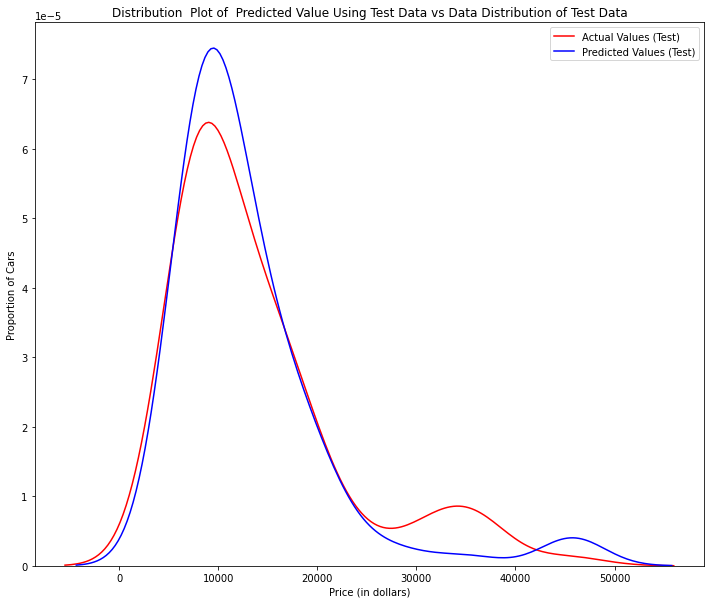 Distribution  Plot of  Predicted Value Using Test Data vs Data Distribution of Test Data
1e−5
Actual Values (Test)
Predicted Values (Test)
7
6
5
4
3
2
1
0
Proportion of Cars
0 10000 20000 30000 40000 50000
Price (in dollars)